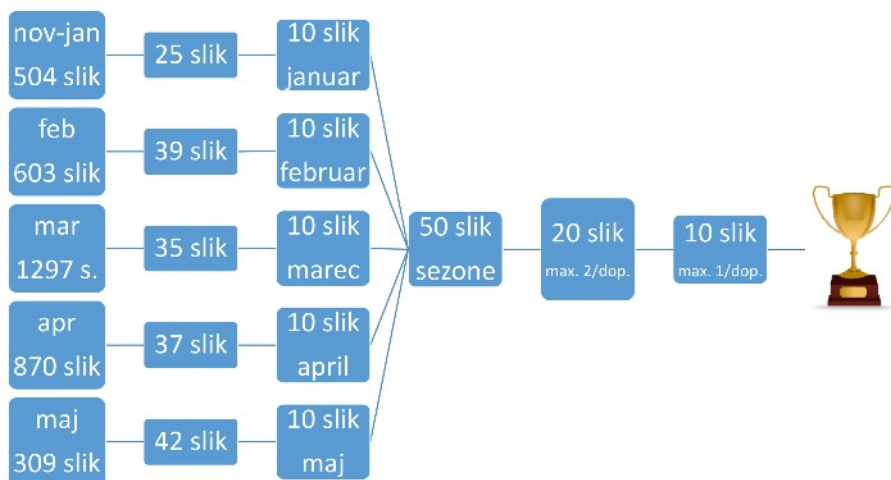 nov-jan
504 slik
25 slik
10 slik
januar
feb
603 slik
39 slik
10 slik
februar
mar
1297 s.
35 slik
10 slik
marec
apr
870 slik
37 slik
10 slik
april
maj
309 slik
42 slik
10 slik
maj
50 slik
sezone
20 slik
max. 2/dop.
10 slik
max. 1/dop.